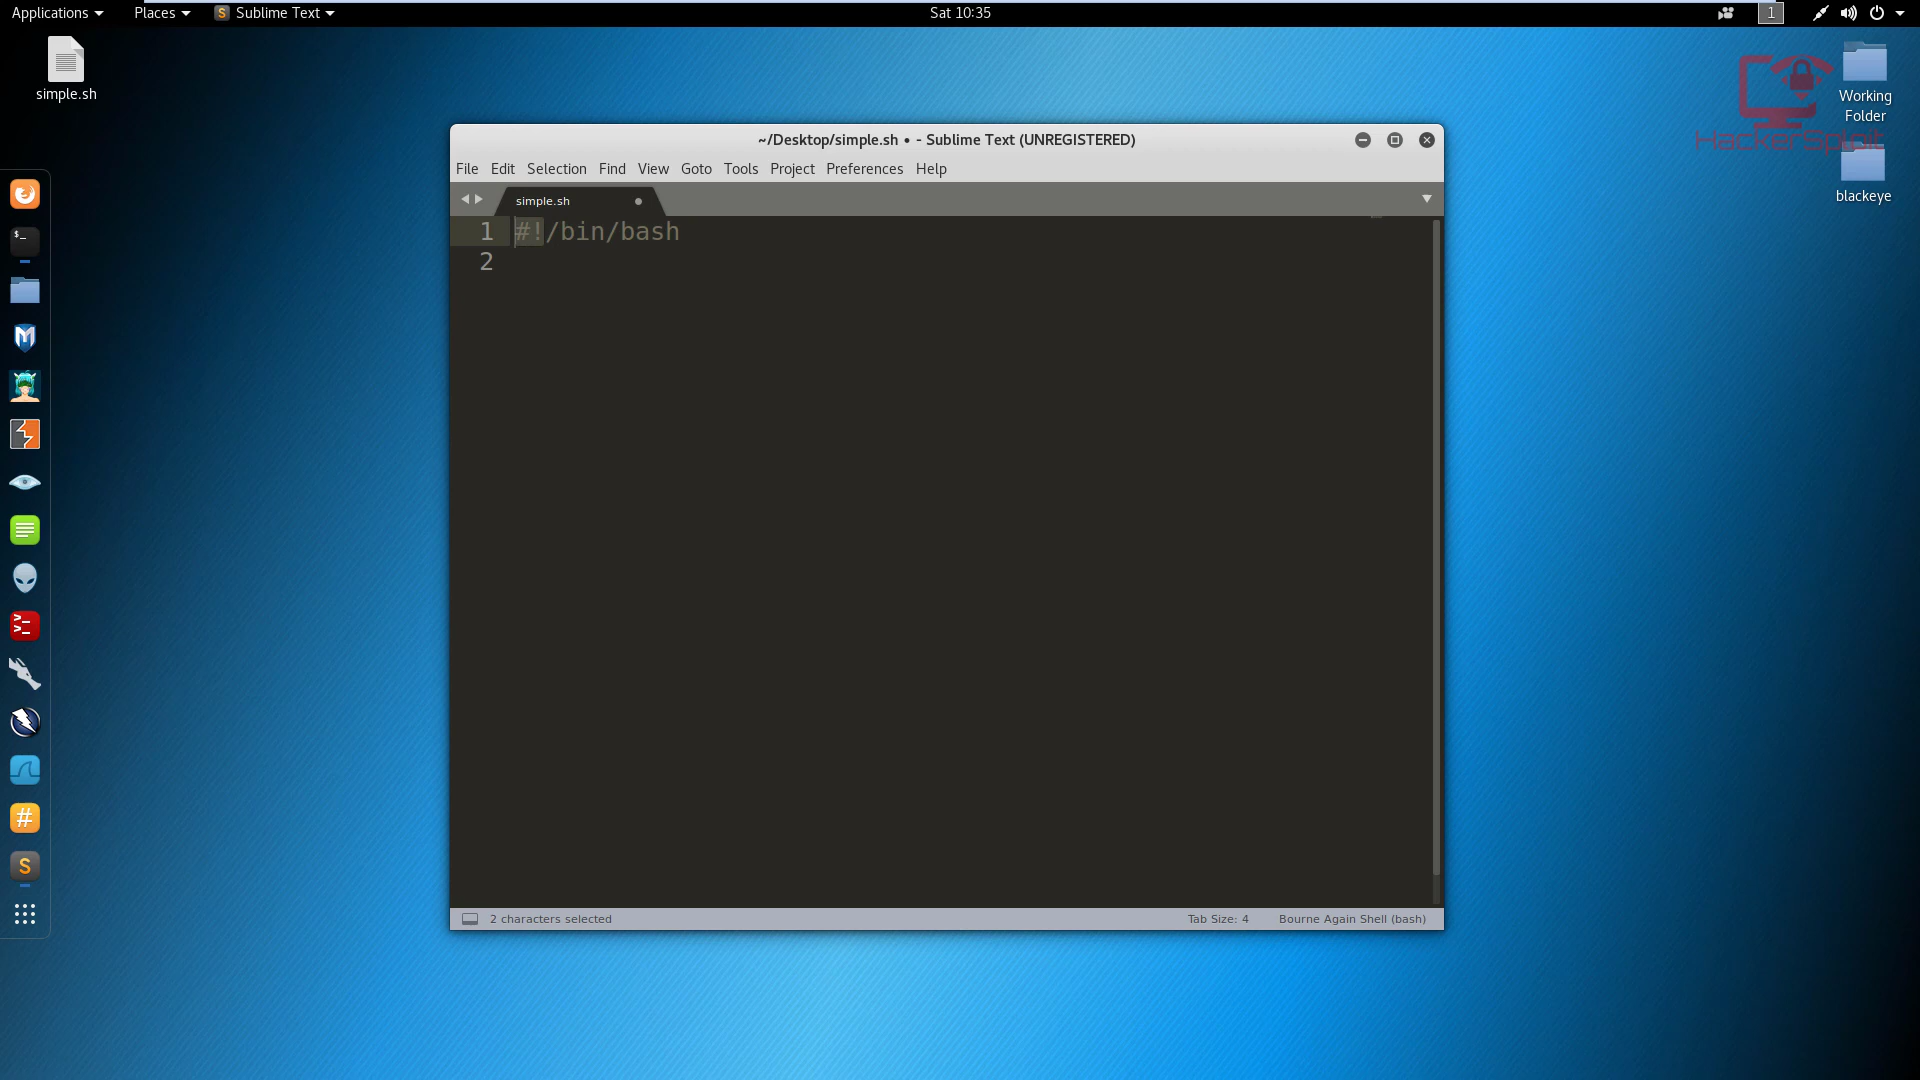 Applications Places Sublime Text Sat 10:35 1
simple.sh
Working
Folder
HackerSploit
blackeye
~/Desktop/simple.sh • - Sublime Text (UNREGISTERED)
File Edit Selection Find View Goto Tools Project Preferences Help
simple.sh
1 #!/bin/bash
2
2 characters selected Tab Size: 4 Bourne Again Shell (bash)